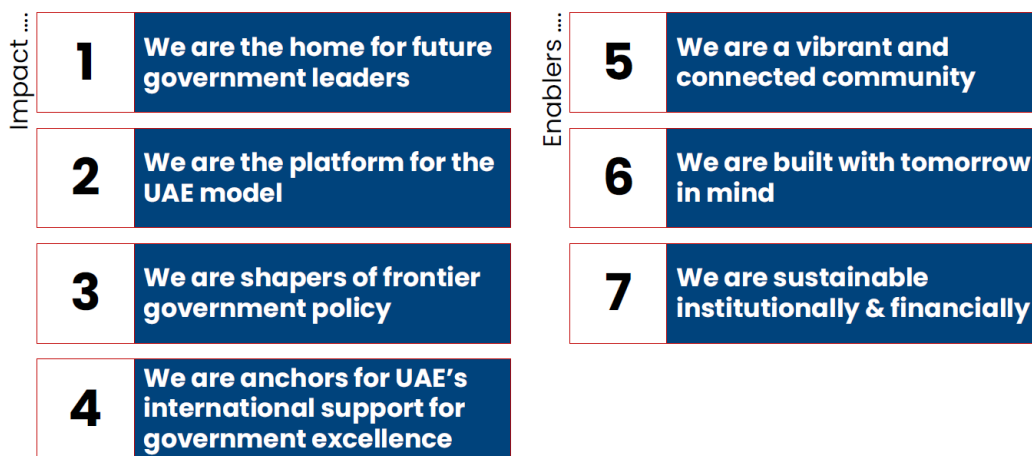 Impact ....
1
We are the home for future
government leaders
2
We are the platform for the
UAE model
3
We are shapers of frontier
government policy
4
We are anchors for UAE’s
international support for
government excellence
Enablers ....
5
We are a vibrant and
connected community
6
We are built with tomorrow
in mind
7
We are sustainable
institutionally & financially